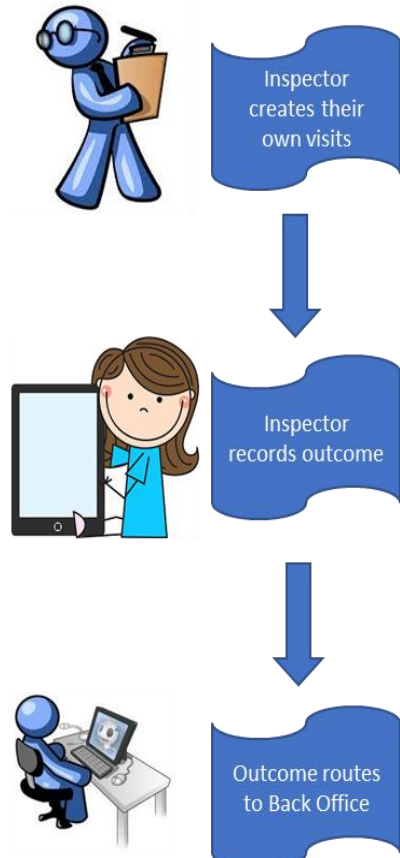 Inspector
creates their
own visits
Inspector
records outcome
Outcome routes
to Back Office